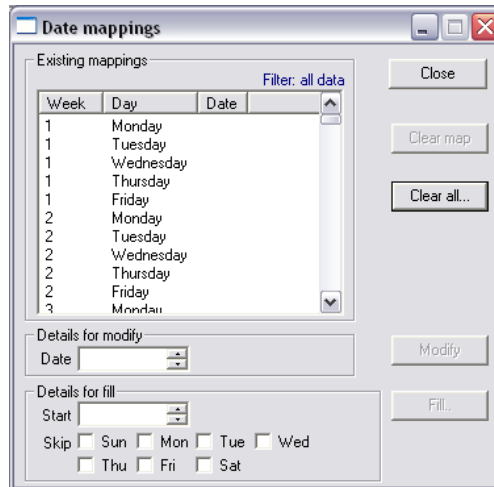 Date mappings
Existing mappings
Filter: all data
Week Day Date
1 Monday
1 Tuesday
1 Wednesday
1 Thursday
1 Friday
2 Monday
2 Tuesday
2 Wednesday
2 Thursday
2 Friday
3 Monday
Close
Clear map
Clear all...
Details for modify
Date
Modify
Details for fill
Start
Fill..
Skip Sun Mon Tue Wed
Thu Fri Sat